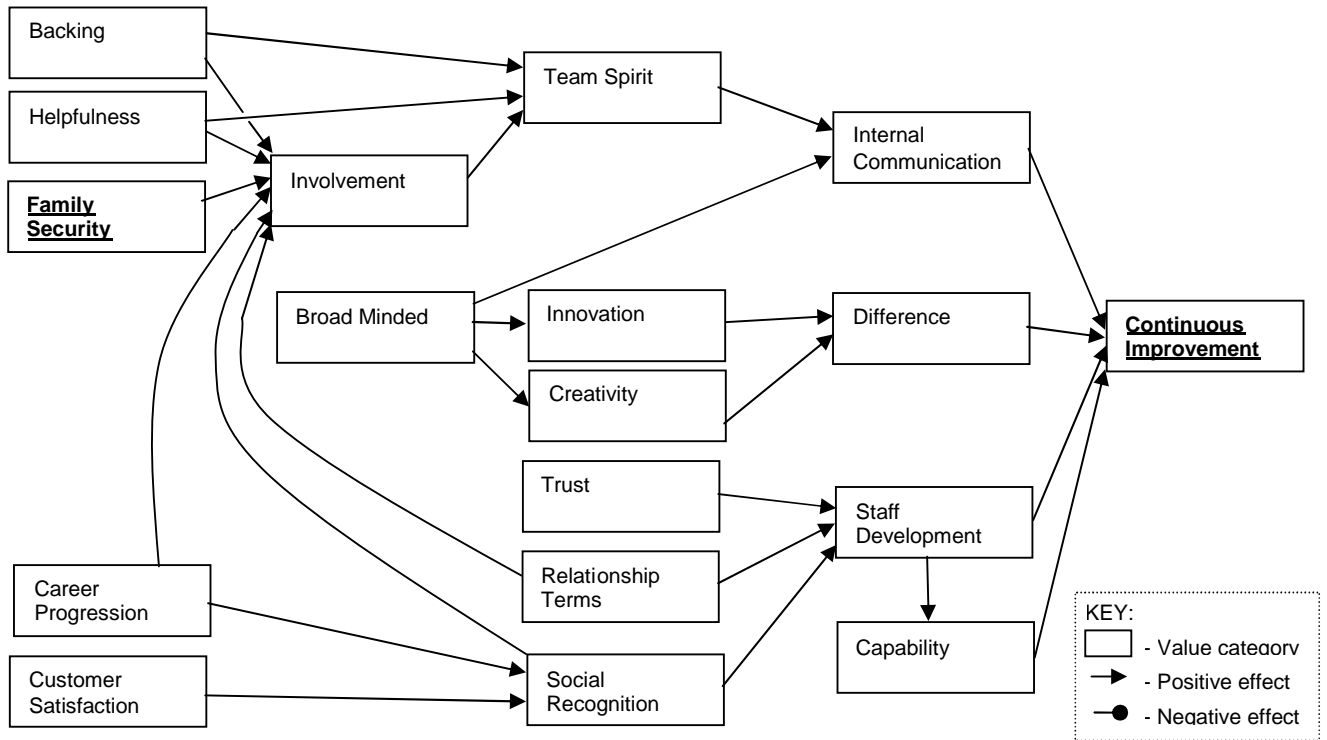 Backing
Team Spirit
Helpfulness
Internal
Communication
Involvement
Family
Security
Broad Minded
Innovation
Difference
Continuous
Improvement
Creativity
Trust
Staff
Development
Relationship
Terms
Career
Progression
Capability
Social
Recognition
Customer
Satisfaction
KEY:
- Value category
- Positive effect
- Negative effect